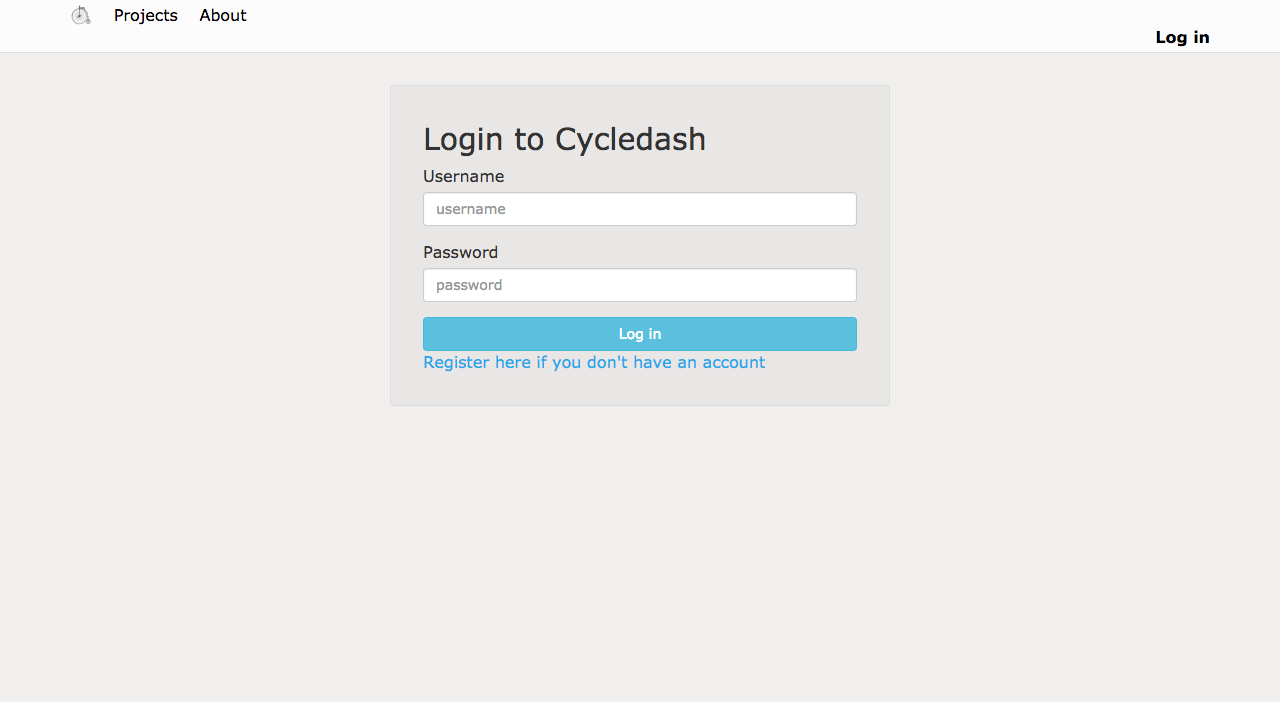 Projects About
Log in
Login to Cycledash
Username
username
Password
password
Log in
Register here if you don't have an account